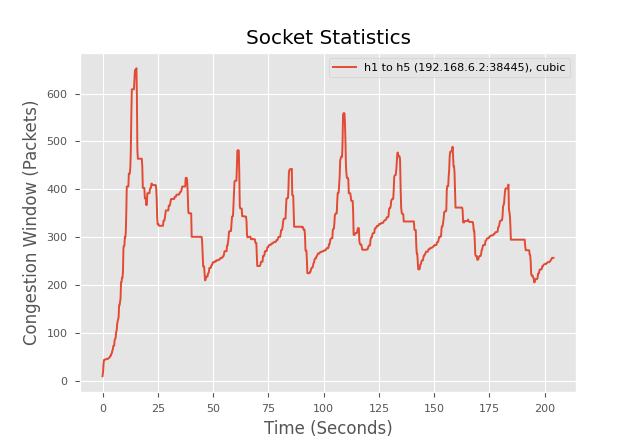 Socket Statistics
h1 to h5 (192.168.6.2:38445), cubic
Congestion Window (Packets)
600
500
400
300
200
100
0
0 25 50 75 100 125 150 175 200
Time (Seconds)